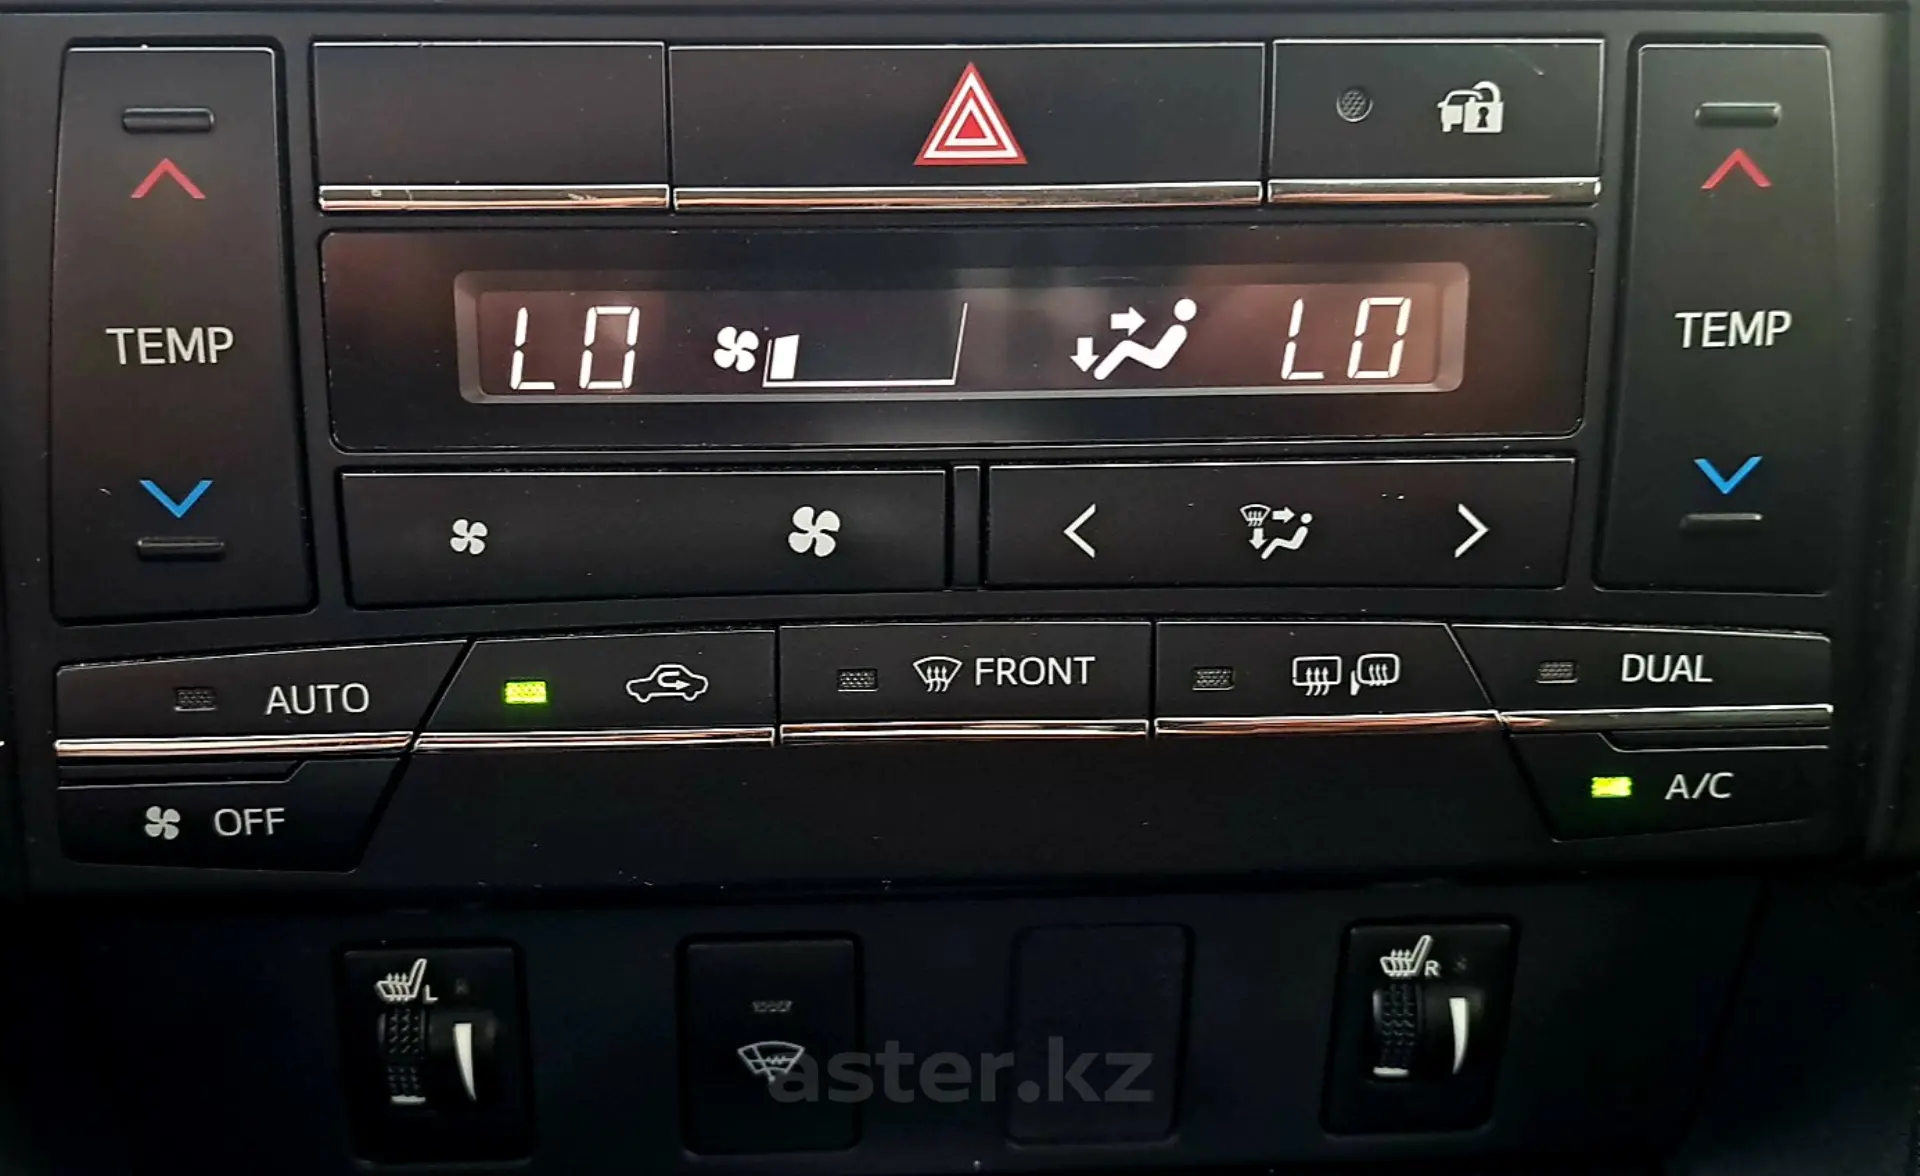 TEMP
LO
LO
TEMP
AUTO
FRONT
DUAL
OFF
A/C
L
R
aster.kz